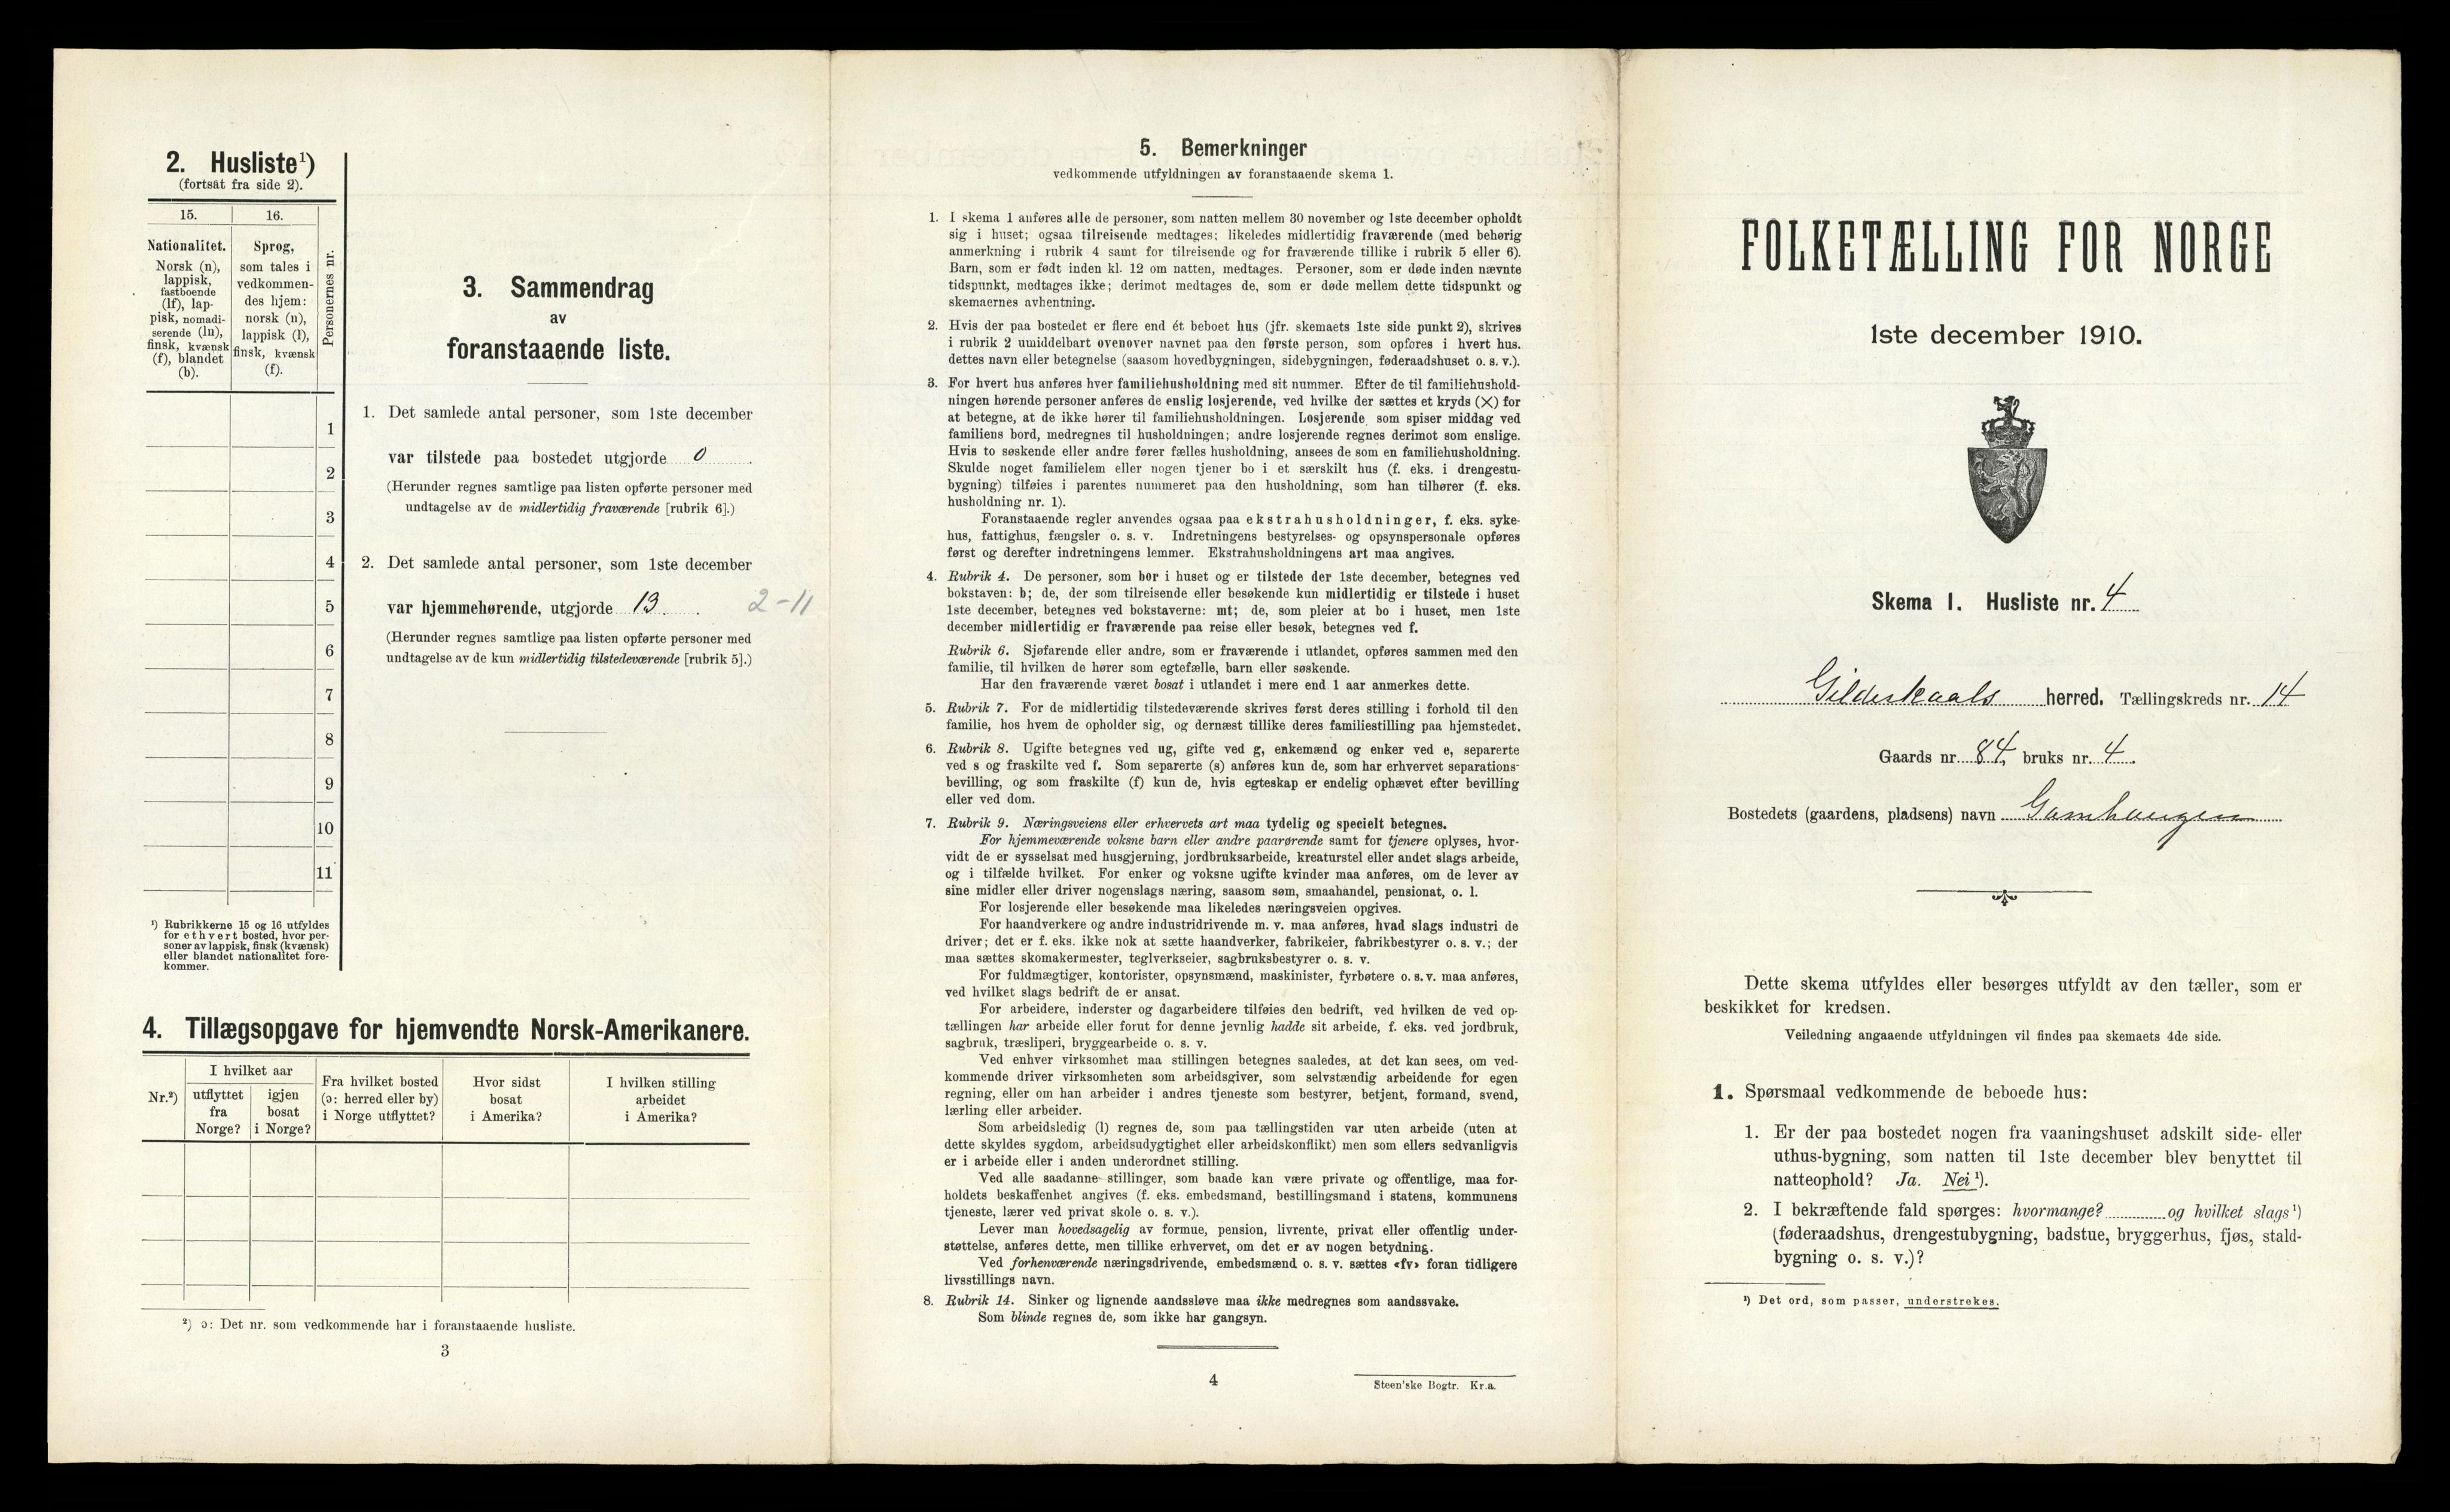 2. Husliste¹)
(fortsat fra side 2).
15. 16.
Personernes nr.
Nationalitet.
Norsk (n),
lappisk,
fastboende
(lf), lap-
pisk, nomadi-
serende (ln),
finsk, kvænsk
(f), blandet
(b).
Sprog,
som tales i
vedkommen-
des hjem:
norsk (n),
lappisk (l),
finsk, kvænsk
(f).
1
2
3
4
5
6
7
8
9
10
11
¹) Rubrikkerne 15 og 16 utfyldes
for ethvert bosted, hvor per-
soner av lappisk, finsk (kvænsk)
eller blandet nationalitet fore-
kommer.
3. Sammendrag
av
foranstaaende liste.
1. Det samlede antal personer, som 1ste december
var tilstede paa bostedet utgjorde 0.
(Herunder regnes samtlige paa listen opførte personer med
undtagelse av de midlertidig fraværende [rubrik 6].)
2. Det samlede antal personer, som 1ste december
var hjemmehørende, utgjorde 13. 2-11
(Herunder regnes samtlige paa listen opførte personer med
undtagelse av de kun midlertidig tilstedeværende [rubrik 5].)
4. Tillægsopgave for hjemvendte Norsk-Amerikanere.
Nr.²)
I hvilket aar
utflyttet
fra
Norge?
igjen
bosat
i Norge?
Fra hvilket bosted
(ɔ: herred eller by)
i Norge utflyttet?
Hvor sidst
bosat
i Amerika?
I hvilken stilling
arbeidet
i Amerika?
²) ɔ: Det nr. som vedkommende har i foranstaaende husliste.
3
5. Bemerkninger
vedkommende utfyldningen av foranstaaende skema 1.
1. I skema 1 anføres alle de personer, som natten mellem 30 november og 1ste december opholdt
sig i huset; ogsaa tilreisende medtages; likeledes midlertidig fraværende (med behørig
anmerkning i rubrik 4 samt for tilreisende og for fraværende tillike i rubrik 5 eller 6).
Barn, som er født inden kl. 12 om natten, medtages. Personer, som er døde inden nævnte
tidspunkt, medtages ikke; derimot medtages de, som er døde mellem dette tidspunkt og
skemaernes avhentning.
2. Hvis der paa bostedet er flere end ét beboet hus (jfr. skemaets 1ste side punkt 2), skrives
i rubrik 2 umiddelbart ovenover navnet paa den første person, som opføres i hvert hus.
dettes navn eller betegnelse (saasom hovedbygningen, sidebygningen, føderaadshuset o. s. v.).
3. For hvert hus anføres hver familiehusholdning med sit nummer. Efter de til familiehushold-
ningen hørende personer anføres de enslig losjerende, ved hvilke der sættes et kryds (×) for
at betegne, at de ikke hører til familiehusholdningen. Losjerende som spiser middag ved
familiens bord, medregnes til husholdningen; andre losjerende regnes derimot som enslige.
Hvis to søskende eller andre fører fælles husholdning, ansees de som en familiehusholdning.
Skulde noget familielem eller nogen tjener bo i et særskilt hus (f. eks. i drengestu-
bygning) tilføies i parentes nummeret paa den husholdning, som han tilhører (f. eks.
husholdning nr. 1).
Foranstaaende regler anvendes ogsaa paa ekstrahusholdninger, f. eks. syke-
hus, fattighus, fængsler o. s. v. Indretningens bestyrelses- og opsynspersonale opføres
først og derefter indretningens lemmer. Ekstrahusholdningens art maa angives.
4. Rubrik 4. De personer, som bor i huset og er tilstede der 1ste december, betegnes ved
bokstaven: b; de, der som tilreisende eller besøkende kun midlertidig er tilstede i huset
1ste december, betegnes ved bokstaverne: mt; de, som pleier at bo i huset, men 1ste
december midlertidig er fraværende paa reise eller besøk, betegnes ved f.
Rubrik 6. Sjøfarende eller andre, som er fraværende i utlandet, opføres sammen med den
familie, til hvilken de hører som egtefælle, barn eller søskende.
Har den fraværende været bosat i utlandet i mere end 1 aar anmerkes dette.
5. Rubrik 7. For de midlertidig tilstedeværende skrives først deres stilling i forhold til den
familie, hos hvem de opholder sig, og dernæst tillike deres familiestilling paa hjemstedet.
6. Rubrik 8. Ugifte betegnes ved ug, gifte ved g, enkemænd og enker ved e, separerte
ved s og fraskilte ved f. Som separerte (s) anføres kun de, som har erhvervet separations-
bevilling, og som fraskilte (f) kun de, hvis egteskap er endelig ophævet efter bevilling
eller ved dom.
7. Rubrik 9. Næringsveiens eller erhvervets art maa tydelig og specielt betegnes.
For hjemmeværende voksne barn eller andre paarørende samt for tjenere oplyses, hvor-
vidt de er sysselsat med husgjerning, jordbruksarbeide, kreaturstel eller andet slags arbeide,
og i tilfælde hvilket. For enker og voksne ugifte kvinder maa anføres, om de lever av
sine midler eller driver nogenslags næring, saasom søm, smaahandel, pensionat, o. l.
For losjerende eller besøkende maa likeledes næringsveien opgives.
For haandverkere og andre industridrivende m. v. maa anføres, hvad slags industri de
driver; det er f. eks. ikke nok at sætte haandverker, fabrikeier, fabrikbestyrer o. s. v.; der
maa sættes skomakermester, teglverkseier, sagbruksbestyrer o. s. v.
For fuldmægtiger, kontorister, opsynsmænd, maskinister, fyrbøtere o. s. v. maa anføres,
ved hvilket slags bedrift de er ansat.
For arbeidere, inderster og dagarbeidere tilføies den bedrift, ved hvilken de ved op-
tællingen har arbeide eller forut for denne jevnlig hadde sit arbeide, f. eks. ved jordbruk,
sagbruk, træsliperi, bryggearbeide o. s. v.
Ved enhver virksomhet maa stillingen betegnes saaledes, at det kan sees, om ved-
kommende driver virksomheten som arbeidsgiver, som selvstændig arbeidende for egen
regning, eller om han arbeider i andres tjeneste som bestyrer, betjent, formand, svend,
lærling eller arbeider.
Som arbeidsledig (l) regnes de, som paa tællingstiden var uten arbeide (uten at
dette skyldes sygdom, arbeidsudygtighet eller arbeidskonflikt) men som ellers sedvanligvis
er i arbeide eller i anden underordnet stilling.
Ved alle saadanne stillinger, som baade kan være private og offentlige, maa for-
holdets beskaffenhet angives (f. eks. embedsmand, bestillingsmand i statens, kommunens
tjeneste, lærer ved privat skole o. s. v.).
Lever man hovedsagelig av formue, pension, livrente, privat eller offentlig under-
støttelse, anføres dette, men tillike erhvervet, om det er av nogen betydning.
Ved forhenværende næringsdrivende, embedsmænd o. s. v. sættes «fv» foran tidligere
livsstillings navn.
8. Rubrik 14. Sinker og lignende aandssløve maa ikke medregnes som aandssvake.
Som blinde regnes de, som ikke har gangsyn.
4
Steen'ske Bogtr. Kr.a.
FOLKETÆLLING FOR NORGE
1ste december 1910.
Skema 1. Husliste nr. 4
Gildeskaals herred. Tællingskreds nr. 14
Gaards nr. 84, bruks nr. 4.
Bostedets (gaardens, pladsens) navn
Dette skema utfyldes eller besørges utfyldt av den tæller, som er
beskikket for kredsen.
Veiledning angaaende utfyldningen vil findes paa skemaets 4de side.
1. Spørsmaal vedkommende de beboede hus:
1. Er der paa bostedet nogen fra vaaningshuset adskilt side- eller
uthus-bygning, som natten til 1ste december blev benyttet til
natteophold? Ja. Nei ¹).
2. I bekræftende fald spørges: hvormange? og hvilket slags ¹)
(føderaadshus, drengestubygning, badstue, bryggerhus, fjøs, stald-
bygning o. s. v.)?
¹) Det ord, som passer, understrekes.